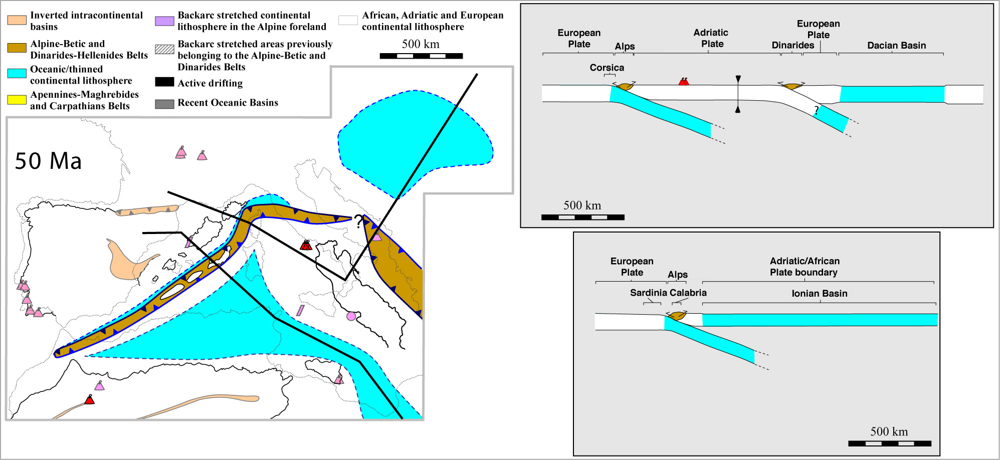 Inverted intracontinental
basins
Alpine-Betic and
Dinarides-Hellenides Belts
Oceanic/thinned
continental lithosphere
Apennines-Maghrebides
and Carpathians Belts
Backarc stretched continental
lithosphere in the Alpine foreland
Backarc stretched areas previously
belonging to the Alpine-Betic and
Dinarides Belts
Active drifting
Recent Oceanic Basins
African, Adriatic and European
continental lithosphere
500 km
50 Ma
?
European
Plate
Alps
Corsica
Adriatic
Plate
European
Plate
Dinarides
Dacian Basin
?
500 km
European
Plate
Alps
Adriatic/African
Plate boundary
Sardinia Calabria
Ionian Basin
500 km